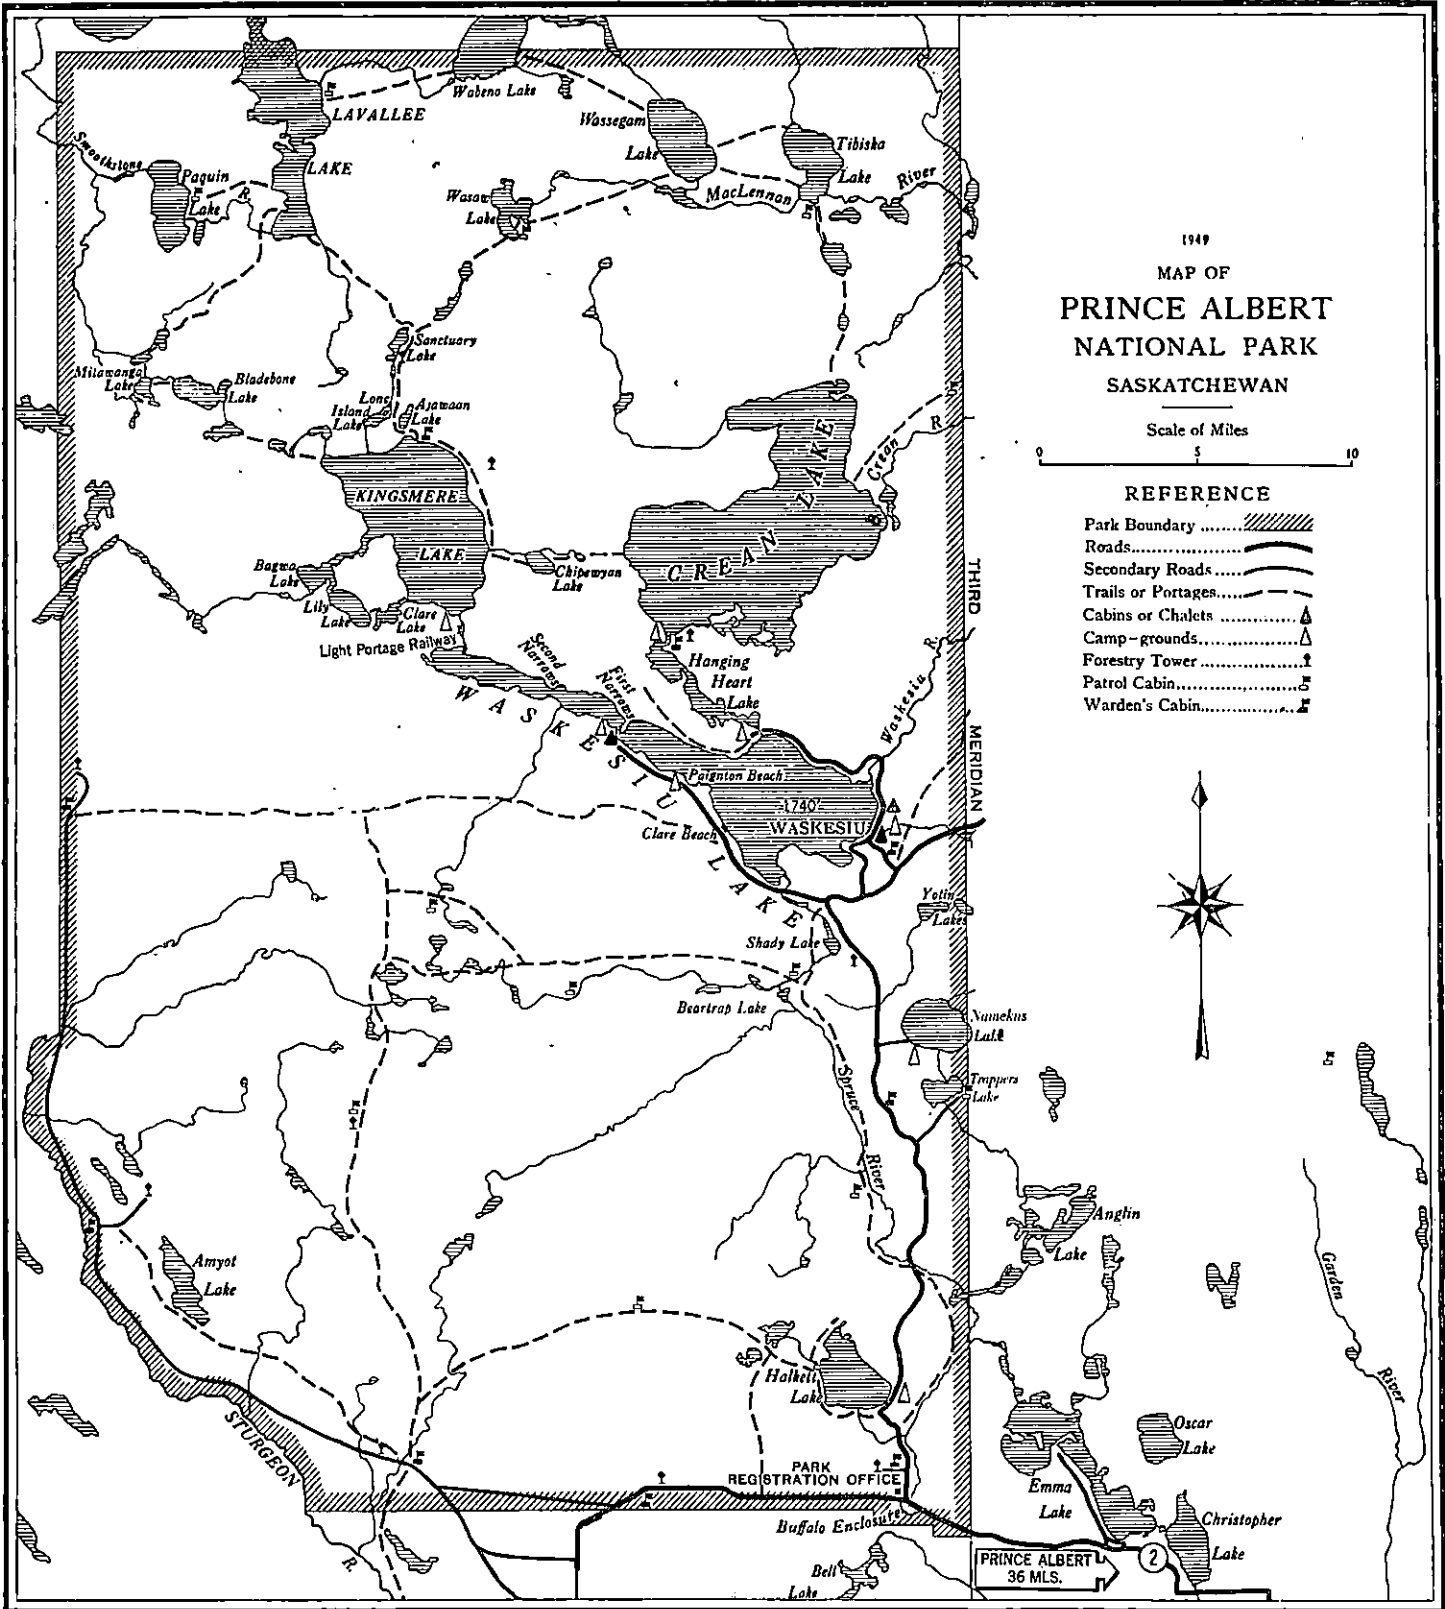 1949
MAP OF
PRINCE ALBERT
NATIONAL PARK
SASKATCHEWAN
Scale of Miles
0 5 10
REFERENCE
Park Boundary
Roads
Secondary Roads
Trails or Portages
Cabins or Chalets
Camp-grounds
Forestry Tower
Patrol Cabin
Warden's Cabin
LAVALLEE
LAKE
Wabeno Lake
Wassegam
Lake
Tibiska
Lake
MacLennan
River
Smoothstone
R.
Paquin
Lake
Wasaw
Lake
Sanctuary
Lake
Mitawanga
Lake
Bladebone
Lake
Lone
Island
Lake
Ajawaan
Lake
KINGSMERE
LAKE
CREAN LAKE
Crean R
Chipewyan
Lake
Bagwa
Lake
Lily
Lake
Clare
Lake
Light Portage Railway
Second
Narrows
First
Narrows
Hanging
Heart
Lake
Waskesiu R.
THIRD
MERIDIAN
WASKESIU LAKE
Paignton Beach
1740'
WASKESIU
Clare Beach
Yotin
Lakes
Shady Lake
Beartrap Lake
Namekus
Lake
Trappers
Lake
Spruce
River
Anglin
Lake
Garden
River
Amyot
Lake
Halkett
Lake
STURGEON
R.
PARK
REGISTRATION OFFICE
Buffalo Enclosure
Emma
Lake
Oscar
Lake
Christopher
Lake
Bell
Lake
PRINCE ALBERT
36 MLS.
2